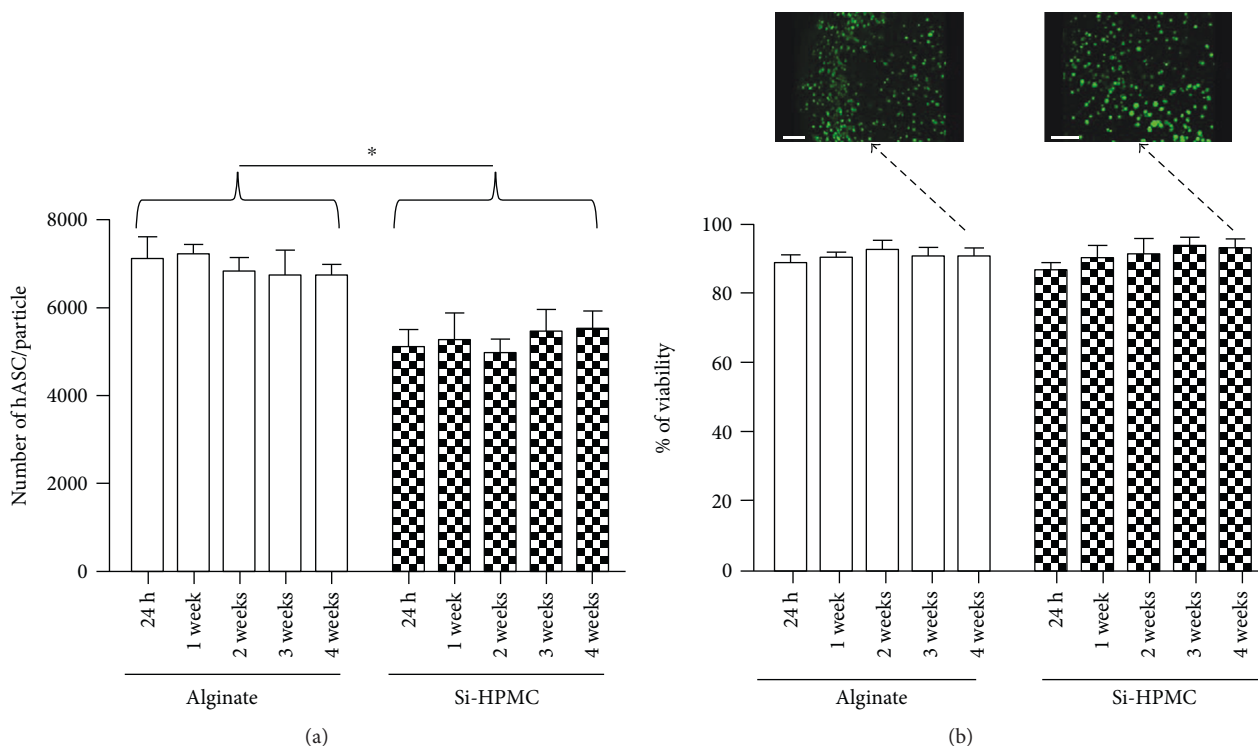 *
8000
6000
4000
2000
0
Number of hASC/particle
24 h
1 week
2 weeks
3 weeks
4 weeks
24 h
1 week
2 weeks
3 weeks
4 weeks
Alginate
Si-HPMC
(a)
100
80
60
40
20
0
% of viability
24 h
1 week
2 weeks
3 weeks
4 weeks
24 h
1 week
2 weeks
3 weeks
4 weeks
Alginate
Si-HPMC
(b)